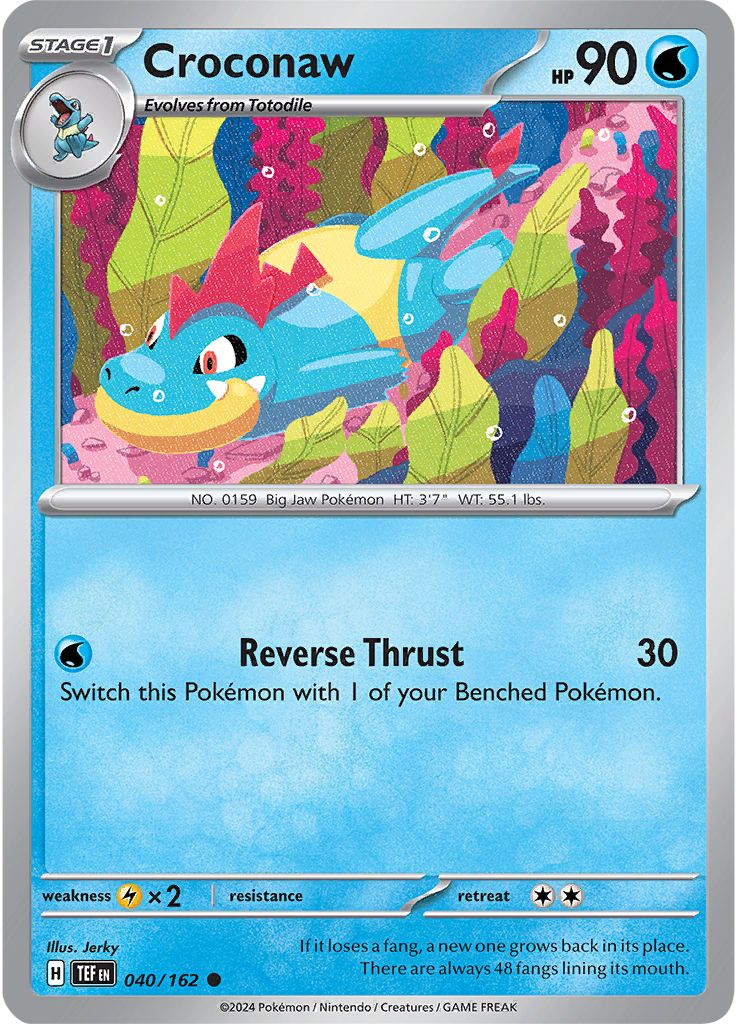 STAGE1
Croconaw
HP 90
Evolves from Totodile
NO. 0159 Big Jaw Pokémon HT: 3'7" WT: 55.1 lbs.
Reverse Thrust 30
Switch this Pokémon with 1 of your Benched Pokémon.
weakness ×2 resistance retreat
Illus. Jerky
If it loses a fang, a new one grows back in its place.
There are always 48 fangs lining its mouth.
H TEF EN 040/162
©2024 Pokémon / Nintendo / Creatures / GAME FREAK